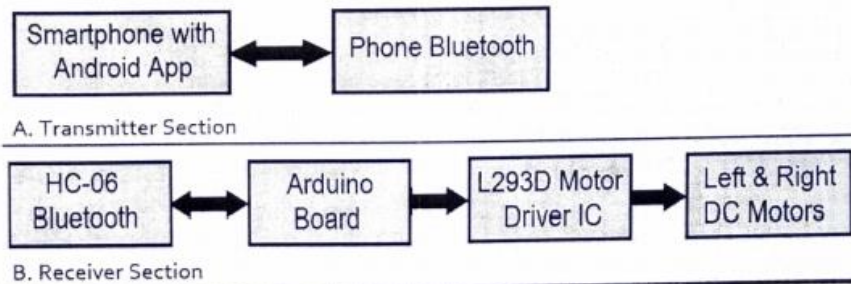 Smartphone with
Android App
Phone Bluetooth
A. Transmitter Section
HC-06
Bluetooth
Arduino
Board
L293D Motor
Driver IC
Left & Right
DC Motors
B. Receiver Section